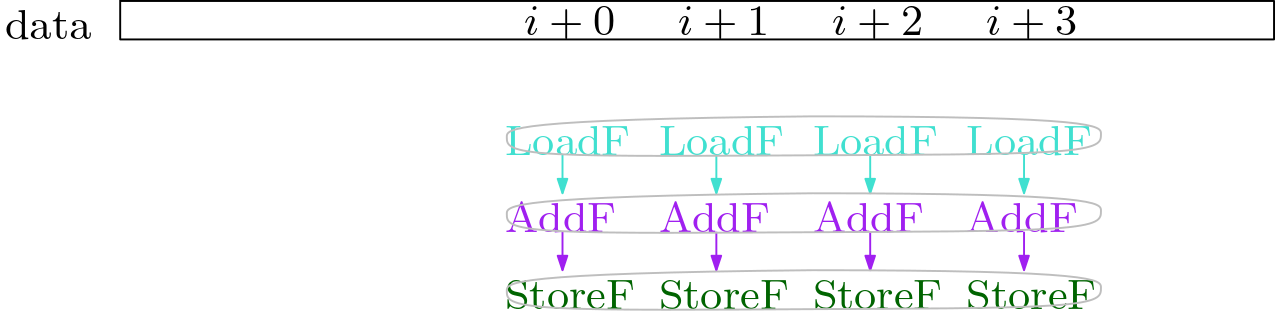 data i + 0 i + 1 i + 2 i + 3
LoadF LoadF LoadF LoadF
AddF AddF AddF AddF
StoreF StoreF StoreF StoreF